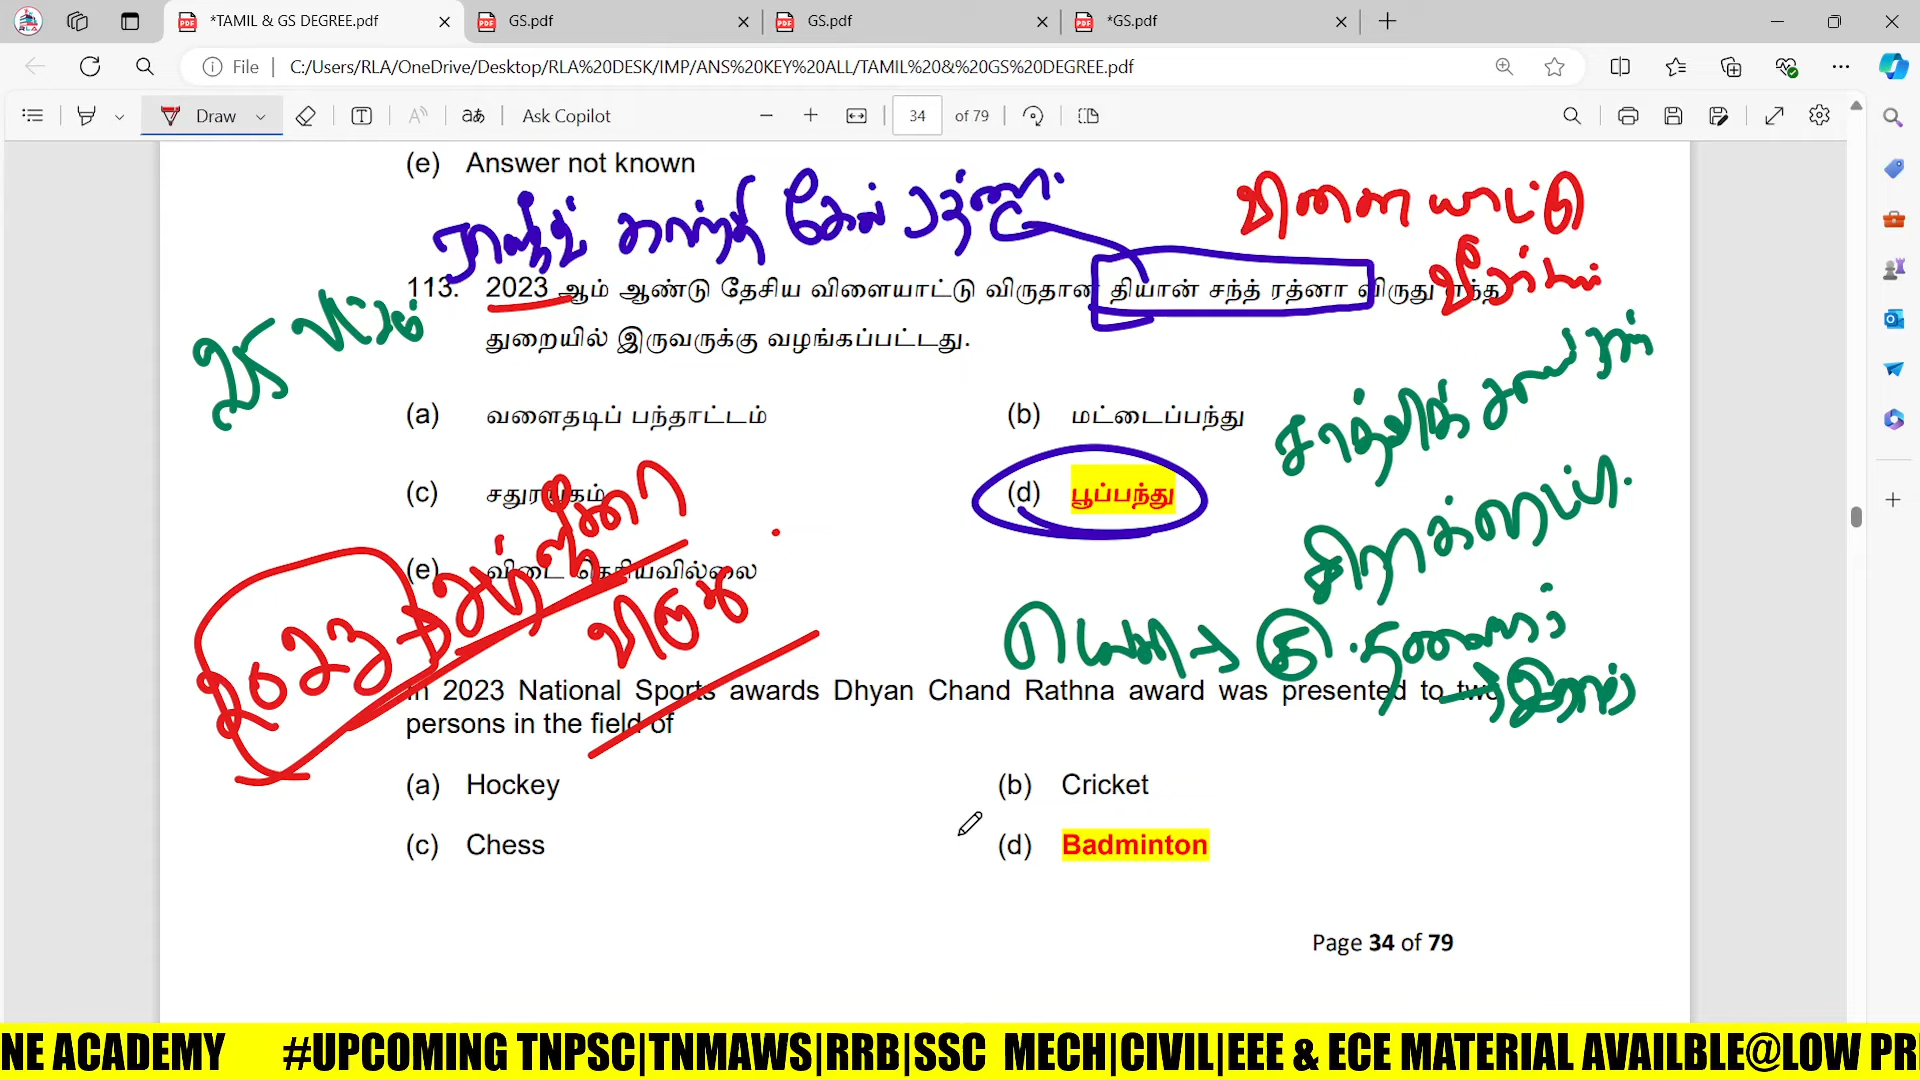 *TAMIL & GS DEGREE.pdf
GS.pdf
GS.pdf
*GS.pdf
File
C:/Users/RLA/OneDrive/Desktop/RLA%20DESK/IMP/ANS%20KEY%20ALL/TAMIL%20&%20GS%20DEGREE.pdf
Draw
Ask Copilot
34 of 79
(e) Answer not known
ராஜீவ் காந்தி கேல் ரத்னா
விளையாட்டு
113. 2023 ஆம் ஆண்டு தேசிய விளையாட்டு விருதான தியான் சந்த் ரத்னா விருது எந்த
துறையில் இருவருக்கு வழங்கப்பட்டது.
(a) வளைதடிப் பந்தாட்டம்
(b) மட்டைப்பந்து
(c) சதுரங்கம்
(d) பூப்பந்து
(e) விடை தெரியவில்லை
2023 அர்ஜீனா
விருது
In 2023 National Sports awards Dhyan Chand Rathna award was presented to two
persons in the field of
(a) Hockey
(b) Cricket
(c) Chess
(d) Badminton
Page 34 of 79
NE ACADEMY #UPCOMING TNPSC|TNMAWS|RRB|SSC MECH|CIVIL|EEE & ECE MATERIAL AVAILBLE@LOW PR